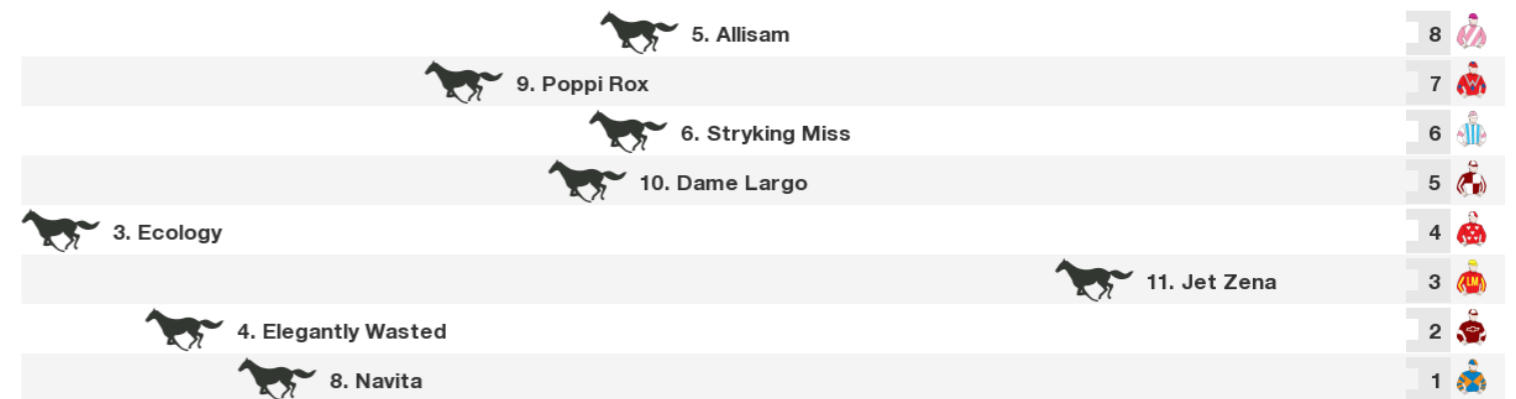 5. Allisam 8
9. Poppi Rox 7
6. Stryking Miss 6
10. Dame Largo 5
3. Ecology 4
11. Jet Zena 3 LM
4. Elegantly Wasted 2
8. Navita 1